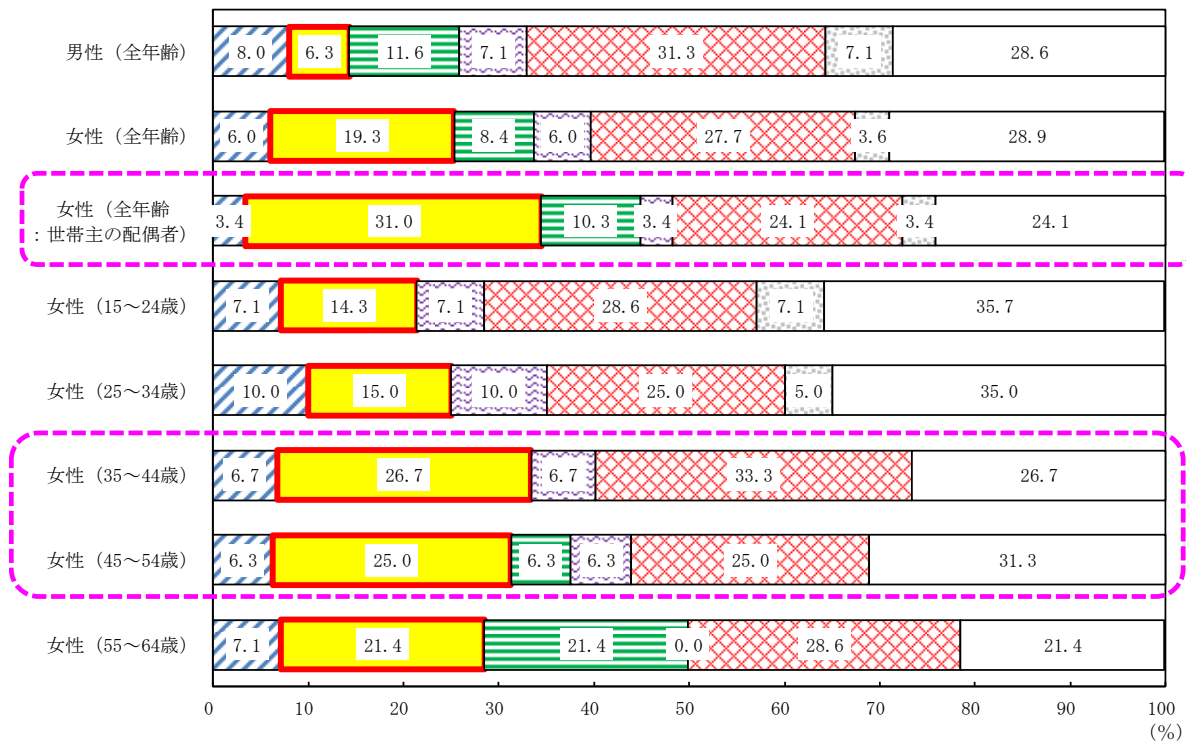 男性（全年齢） 8.0 6.3 11.6 7.1 31.3 7.1 28.6
女性（全年齢） 6.0 19.3 8.4 6.0 27.7 3.6 28.9
女性（全年齢
：世帯主の配偶者） 3.4 31.0 10.3 3.4 24.1 3.4 24.1
女性（15～24歳） 7.1 14.3 7.1 28.6 7.1 35.7
女性（25～34歳） 10.0 15.0 10.0 25.0 5.0 35.0
女性（35～44歳） 6.7 26.7 6.7 33.3 26.7
女性（45～54歳） 6.3 25.0 6.3 6.3 25.0 31.3
女性（55～64歳） 7.1 21.4 21.4 0.0 28.6 21.4
0 10 20 30 40 50 60 70 80 90 100
（%）